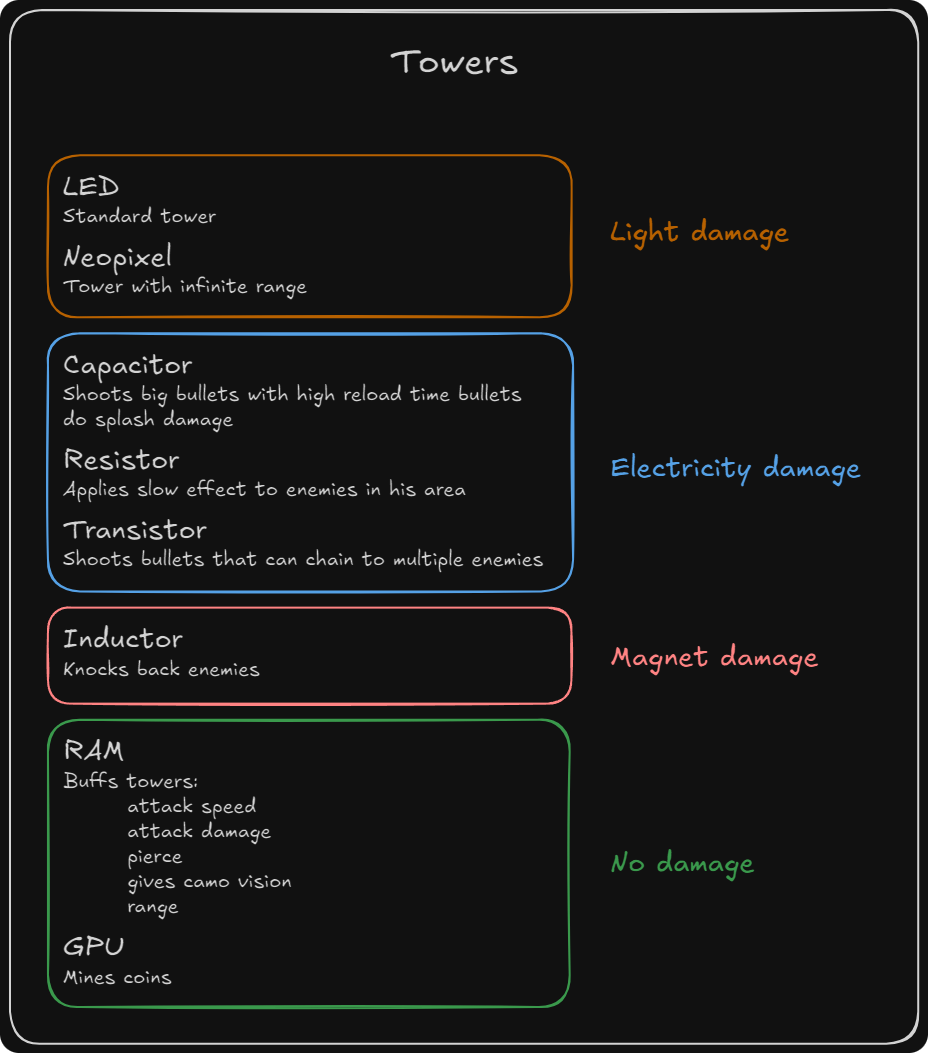 Towers
LED
Standard tower
Neopixel
Tower with infinite range
Light damage
Capacitor
Shoots big bullets with high reload time bullets
do splash damage
Resistor
Applies slow effect to enemies in his area
Transistor
Shoots bullets that can chain to multiple enemies
Electricity damage
Inductor
Knocks back enemies
Magnet damage
RAM
Buffs towers:
attack speed
attack damage
pierce
gives camo vision
range
GPU
Mines coins
No damage